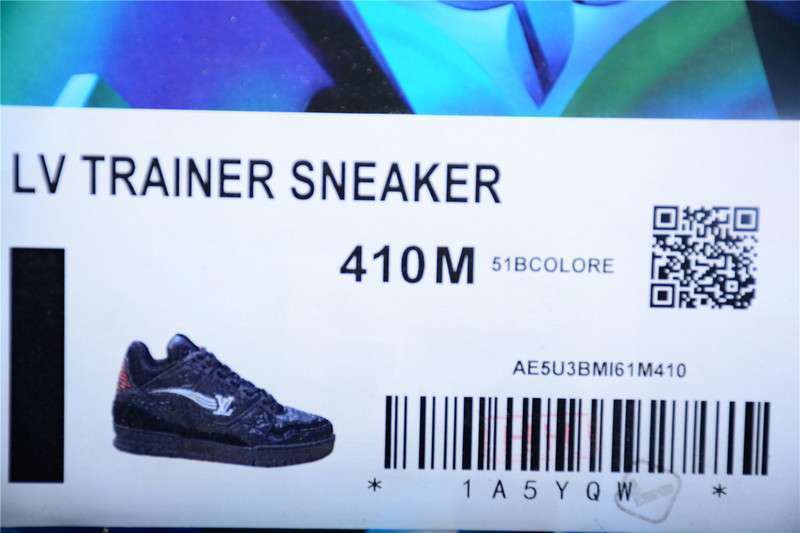 LV TRAINER SNEAKER
410M 51BCOLORE
AE5U3BMI61M410
* 1A5YQW *